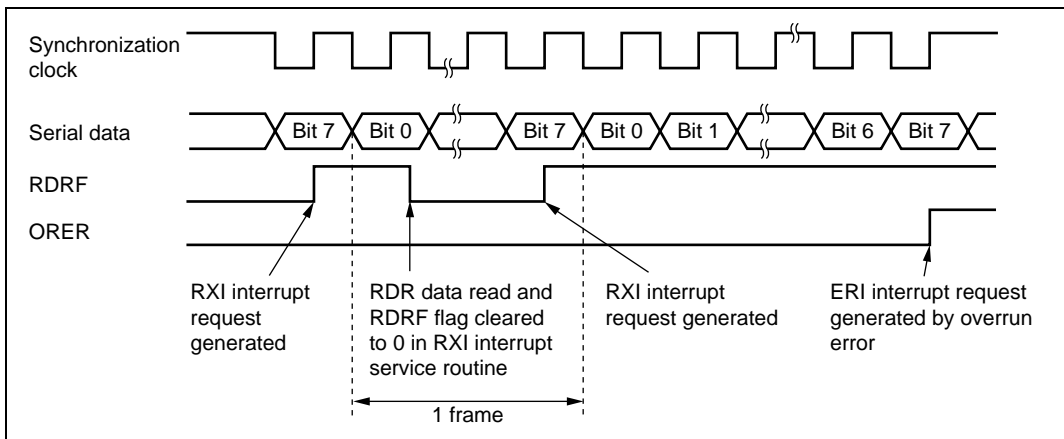 Synchronization
clock
Serial data
Bit 7
Bit 0
Bit 7
Bit 0
Bit 1
Bit 6
Bit 7
RDRF
ORER
RXI interrupt
request
generated
RDR data read and
RDRF flag cleared
to 0 in RXI interrupt
service routine
RXI interrupt
request generated
ERI interrupt request
generated by overrun
error
1 frame